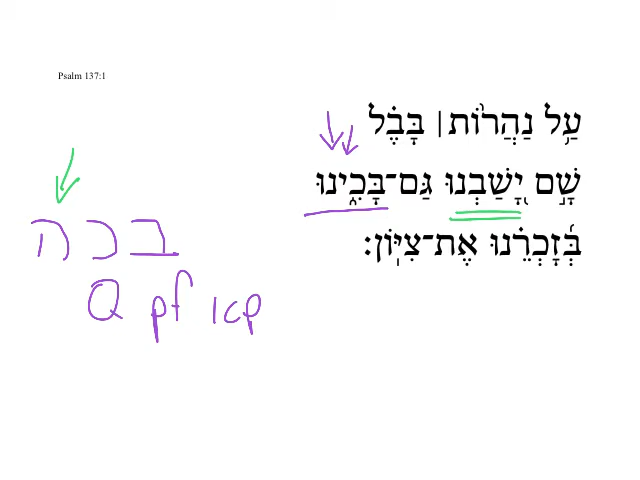 Psalm 137:1
עַ֥ל נַהֲר֨וֹת׀ בָּבֶ֗ל
שָׁ֣ם יָ֭שַׁבְנוּ גַּם־בָּכִ֑ינוּ
בְּ֝זָכְרֵ֗נוּ אֶת־צִיּֽוֹן׃
בכה
Q pf 1cp